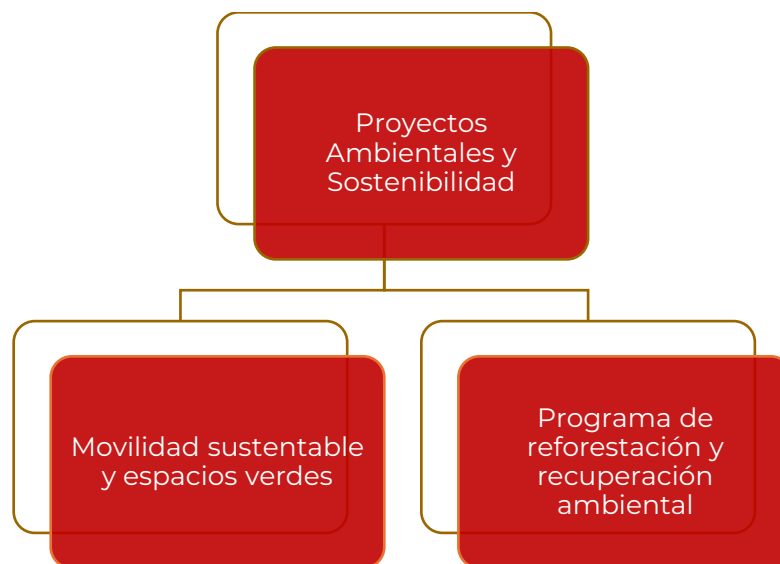 Proyectos
Ambientales y
Sostenibilidad
Movilidad sustentable
y espacios verdes
Programa de
reforestación y
recuperación
ambiental